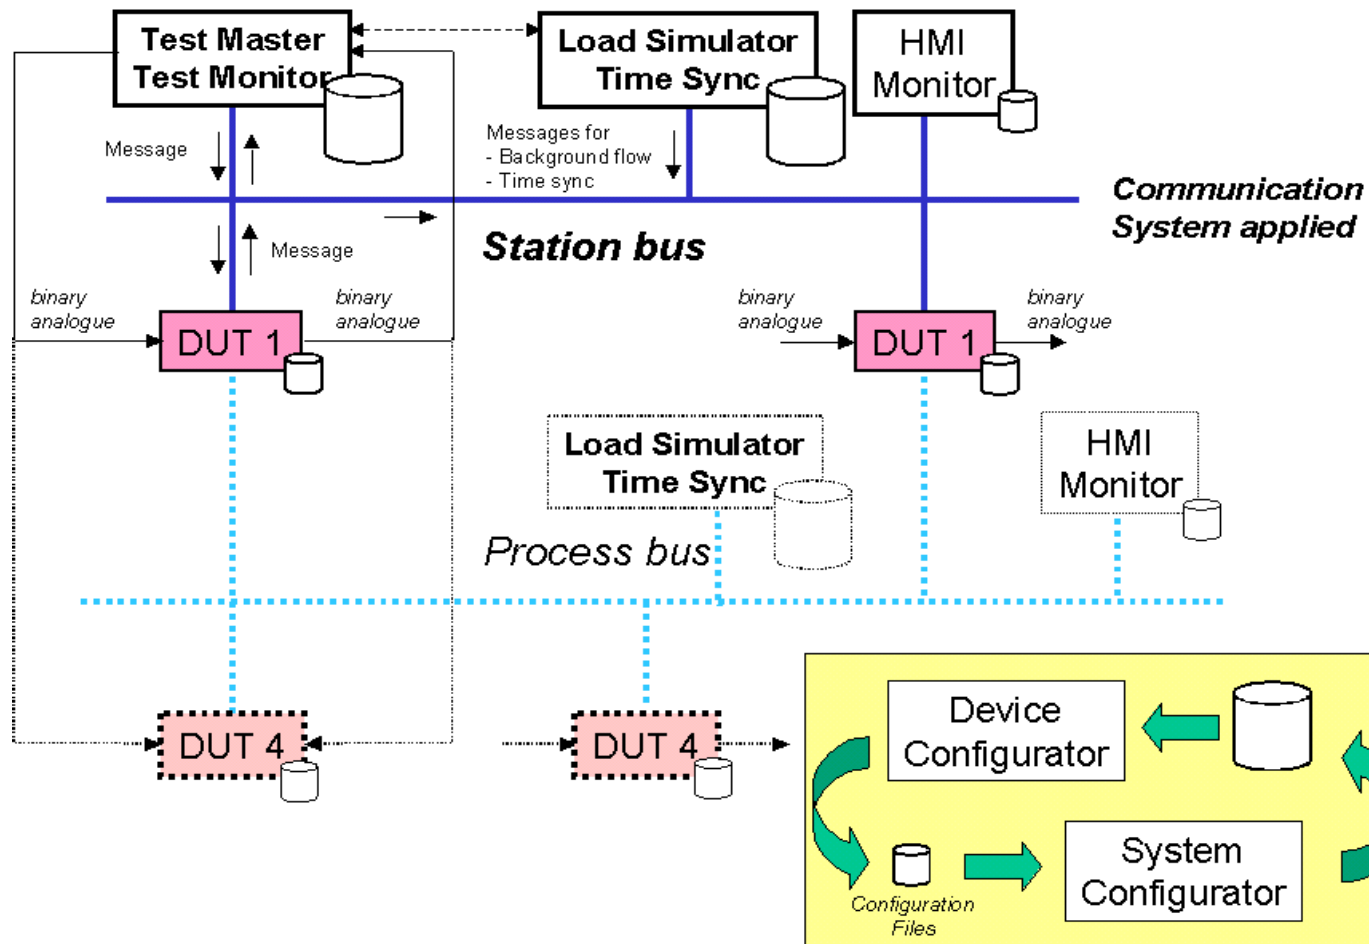 Test Master
Test Monitor
Load Simulator
Time Sync
HMI
Monitor
Message
Messages for
- Background flow
- Time sync
Communication
System applied
Station bus
Message
binary
analogue
binary
analogue
binary
analogue
binary
analogue
DUT 1
DUT 1
Load Simulator
Time Sync
HMI
Monitor
Process bus
DUT 4
DUT 4
Device
Configurator
System
Configurator
Configuration
Files